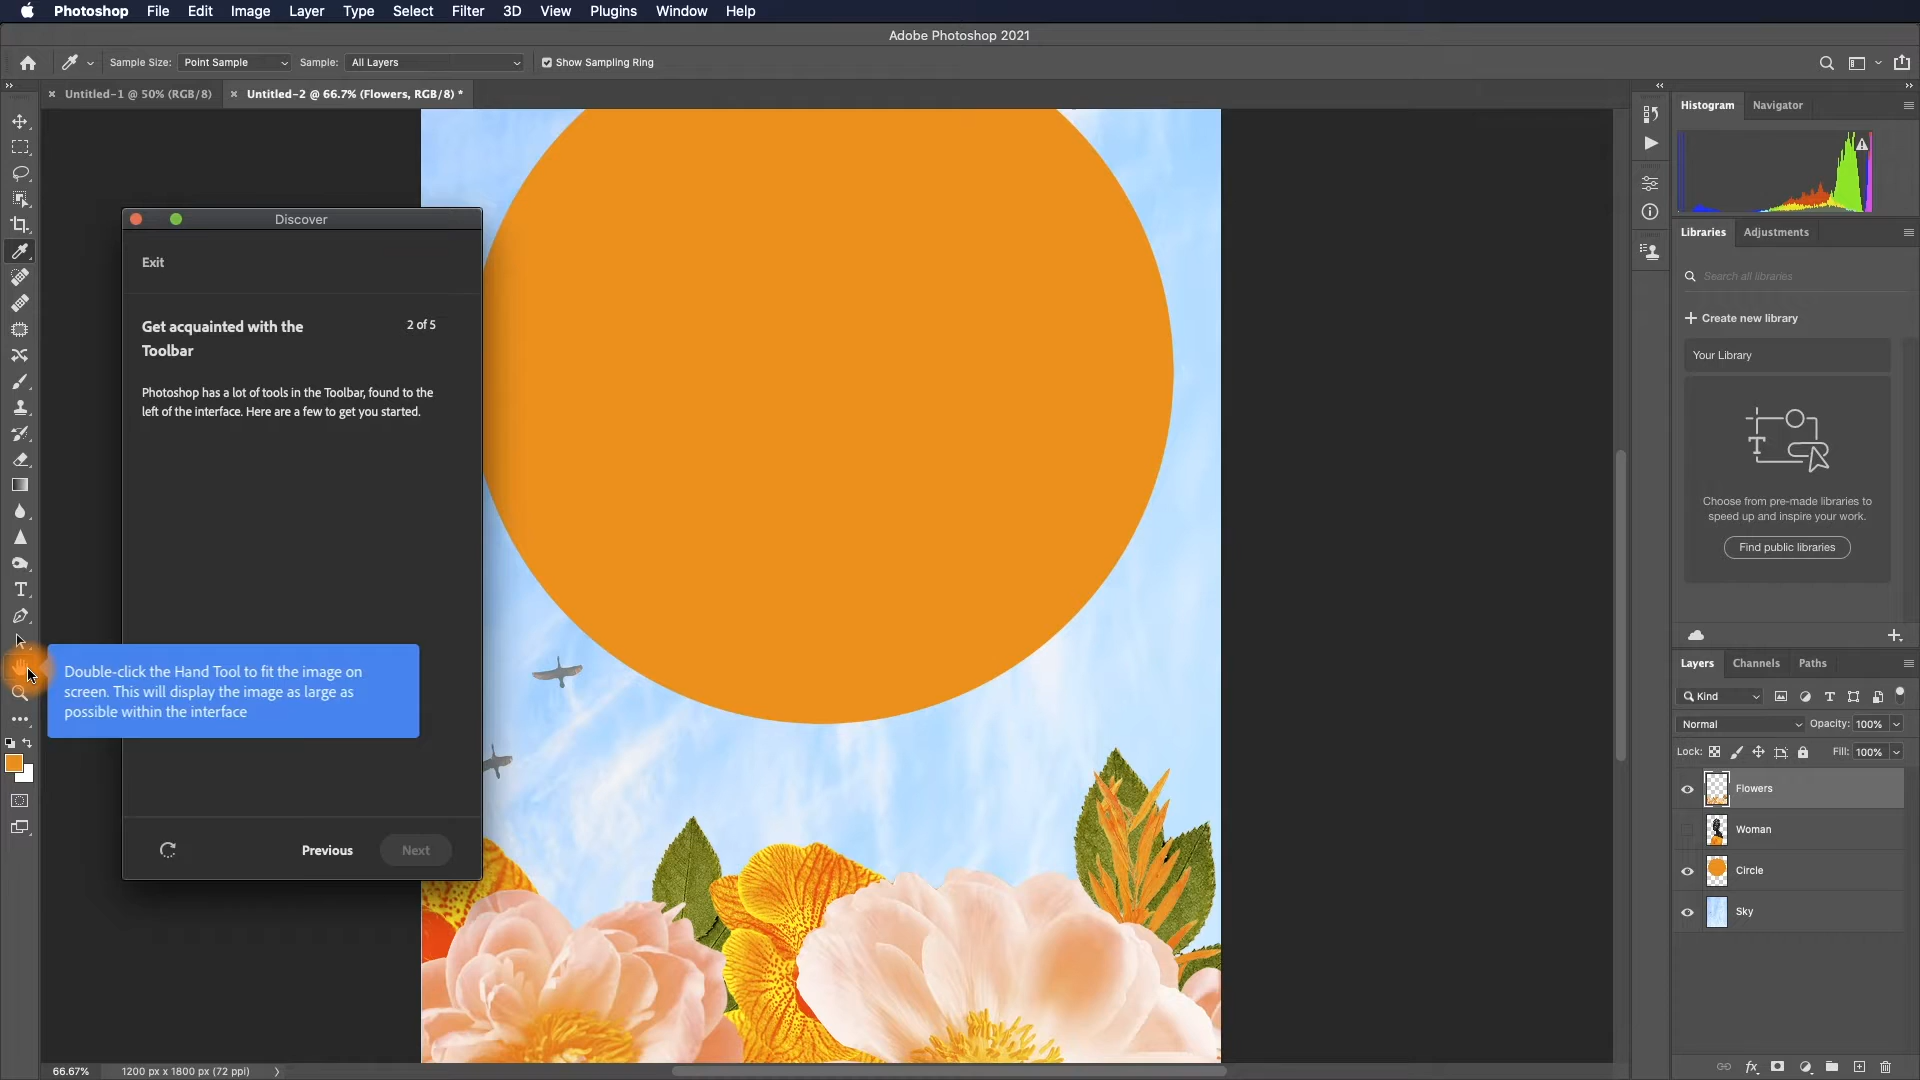 Photoshop File Edit Image Layer Type Select Filter 3D View Plugins Window Help
Adobe Photoshop 2021
Sample Size: Point Sample Sample: All Layers Show Sampling Ring
Untitled-1 @ 50% (RGB/8) Untitled-2 @ 66.7% (Flowers, RGB/8) *
Histogram Navigator
Discover
Exit
Get acquainted with the
Toolbar
2 of 5
Photoshop has a lot of tools in the Toolbar, found to the
left of the interface. Here are a few to get you started.
Double-click the Hand Tool to fit the image on
screen. This will display the image as large as
possible within the interface
Previous Next
Libraries Adjustments
Search all libraries
+ Create new library
Your Library
T
Choose from pre-made libraries to
speed up and inspire your work.
Find public libraries
Layers Channels Paths
Kind
Normal Opacity: 100%
Lock: Fill: 100%
Flowers
Woman
Circle
Sky
fx
66.67% 1200 px x 1800 px (72 ppi)